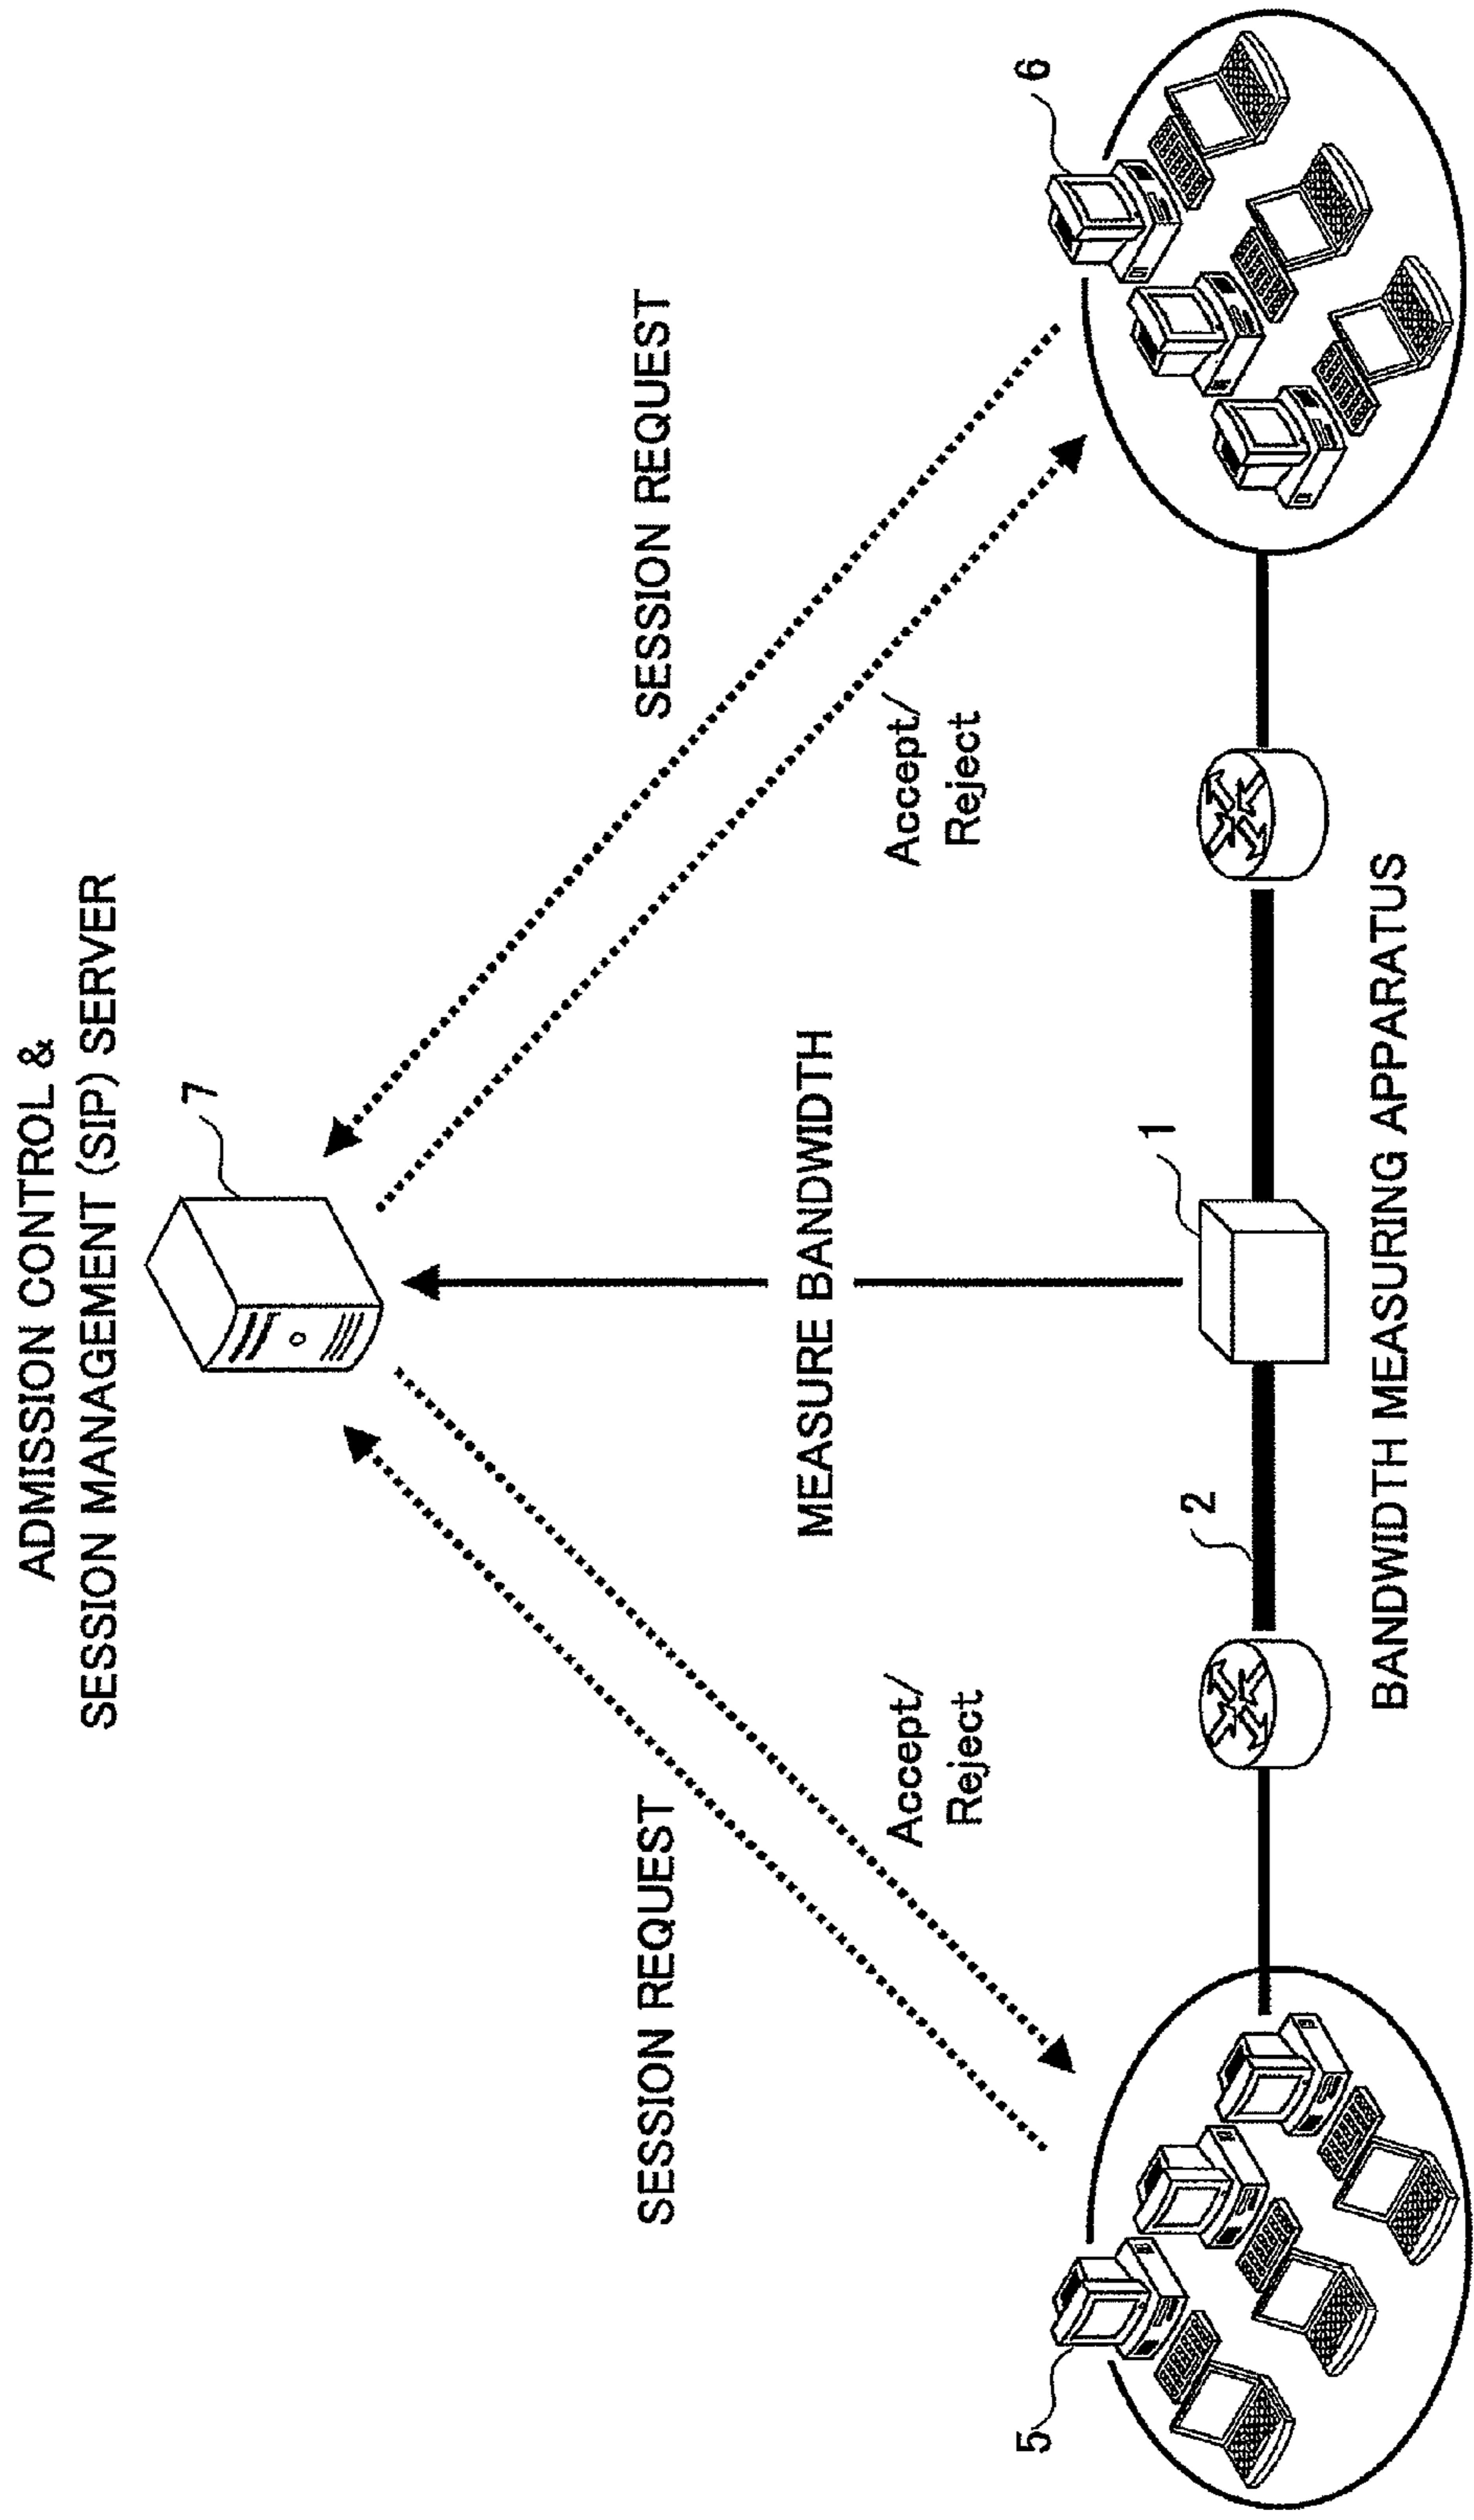 ADMISSION CONTROL &
SESSION MANAGEMENT (SIP) SERVER
7
SESSION REQUEST
SESSION REQUEST
MEASURE BANDWIDTH
Accept/
Reject
Accept/
Reject
5
6
1
2
BANDWIDTH MEASURING APPARATUS